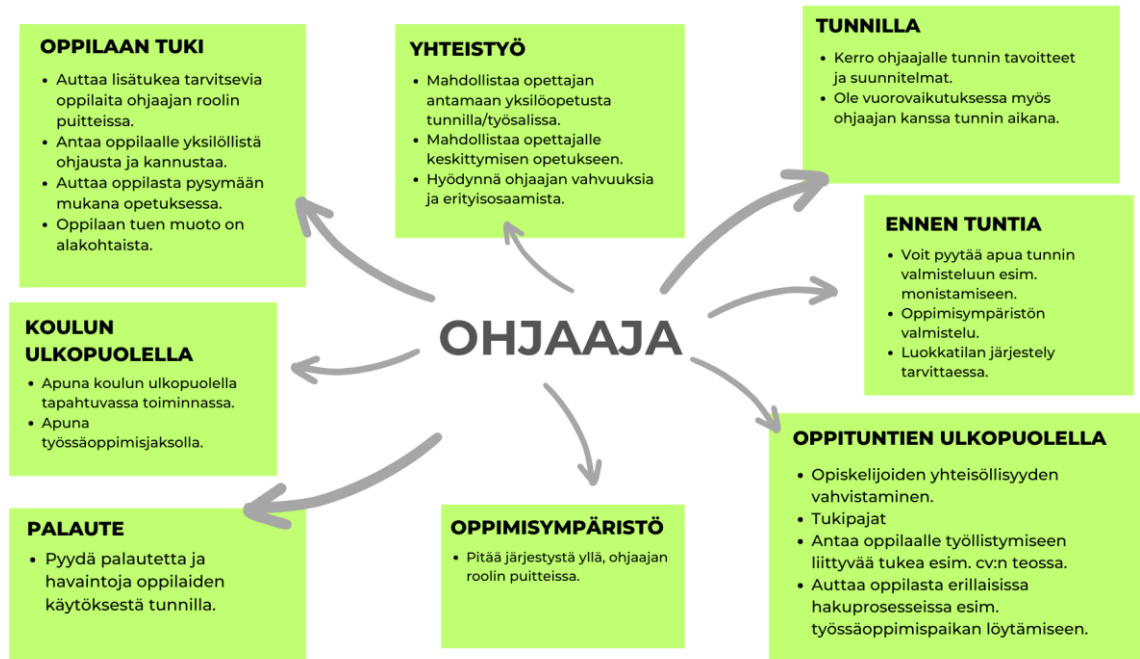 OPPILAAN TUKI
• Auttaa lisätukea tarvitsevia
oppilaita ohjaajan roolin
puitteissa.
• Antaa oppilaalle yksilöllistä
ohjausta ja kannustaa.
• Auttaa oppilasta pysymään
mukana opetuksessa.
• Oppilaan tuen muoto on
alakohtaista.
YHTEISTYÖ
• Mahdollistaa opettajan
antamaan yksilöopetusta
tunnilla/työsalissa.
• Mahdollistaa opettajalle
keskittymisen opetukseen.
• Hyödynnä ohjaajan vahvuuksia
ja erityisosaamista.
TUNNILLA
• Kerro ohjaajalle tunnin tavoitteet
ja suunnitelmat.
• Ole vuorovaikutuksessa myös
ohjaajan kanssa tunnin aikana.
ENNEN TUNTIA
• Voit pyytää apua tunnin
valmisteluun esim.
monistamiseen.
• Oppimisympäristön
valmistelu.
• Luokkatilan järjestely
tarvittaessa.
KOULUN
ULKOPUOLELLA
• Apuna koulun ulkopuolella
tapahtuvassa toiminnassa.
• Apuna
työssäoppimisjaksolla.
OHJAAJA
OPPITUNTIEN ULKOPUOLELLA
• Opiskelijoiden yhteisöllisyyden
vahvistaminen.
• Tukipajat
• Antaa oppilaalle työllistymiseen
liittyvää tukea esim. cv:n teossa.
• Auttaa oppilasta erillaisissa
hakuprosesseissa esim.
työssäoppimispaikan löytämiseen.
PALAUTE
• Pyydä palautetta ja
havaintoja oppilaiden
käytöksestä tunnilla.
OPPIMISYMPÄRISTÖ
• Pitää järjestystä yllä, ohjaajan
roolin puitteissa.